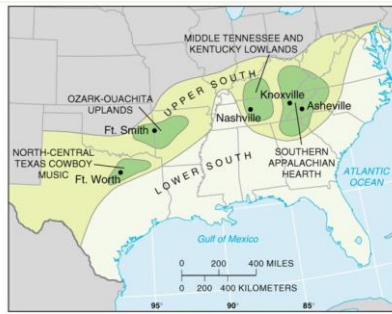 MIDDLE TENNESSEE AND
KENTUCKY LOWLANDS
OZARK-OUACHITA
UPLANDS
UPPER SOUTH
Knoxville
Ft. Smith
Asheville
Nashville
NORTH-CENTRAL
TEXAS COWBOY
MUSIC
SOUTHERN
APPALACHIAN
HEARTH
Ft. Worth
LOWER SOUTH
ATLANTIC
OCEAN
Gulf of Mexico
0 200 400 MILES
0 200 400 KILOMETERS
95° 90° 85°